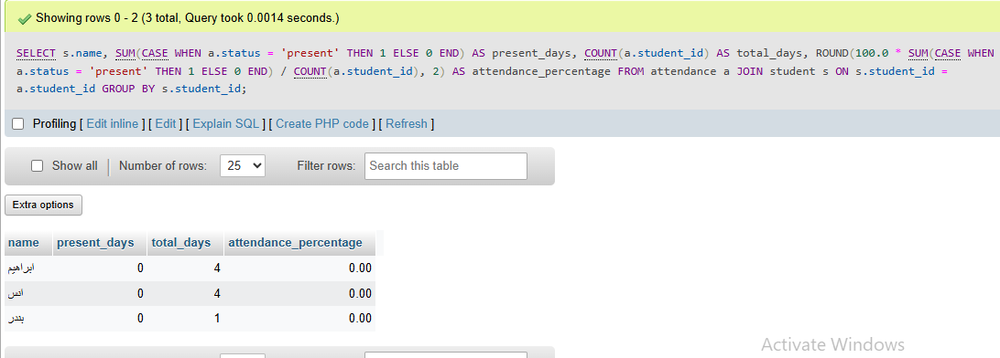 Showing rows 0 - 2 (3 total, Query took 0.0014 seconds.)
SELECT s.name, SUM(CASE WHEN a.status = 'present' THEN 1 ELSE 0 END) AS present_days, COUNT(a.student_id) AS total_days, ROUND(100.0 * SUM(CASE WHEN
a.status = 'present' THEN 1 ELSE 0 END) / COUNT(a.student_id), 2) AS attendance_percentage FROM attendance a JOIN student s ON s.student_id =
a.student_id GROUP BY s.student_id;
Profiling [ Edit inline ] [ Edit ] [ Explain SQL ] [ Create PHP code ] [ Refresh ]
Show all | Number of rows: 25 Filter rows: Search this table
Extra options
name present_days total_days attendance_percentage
ابراهيم 0 4 0.00
انس 0 4 0.00
بندر 0 1 0.00
Activate Windows